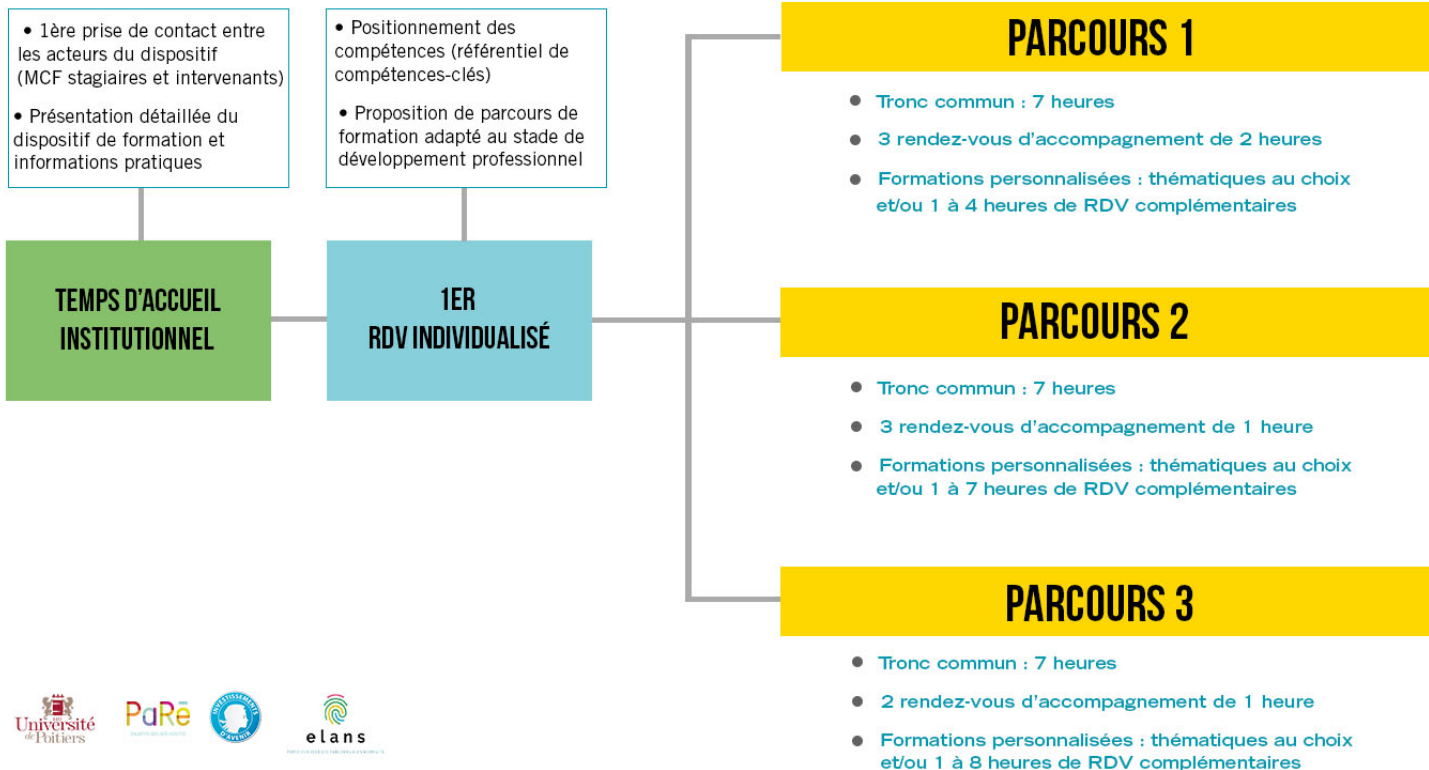 • 1ère prise de contact entre
les acteurs du dispositif
(MCF stagiaires et intervenants)
• Présentation détaillée du
dispositif de formation et
informations pratiques
• Positionnement des
compétences (référentiel de
compétences-clés)
• Proposition de parcours de
formation adapté au stade de
développement professionnel
TEMPS D'ACCUEIL
INSTITUTIONNEL
1ER
RDV INDIVIDUALISÉ
PARCOURS 1
• Tronc commun : 7 heures
• 3 rendez-vous d'accompagnement de 2 heures
• Formations personnalisées : thématiques au choix
et/ou 1 à 4 heures de RDV complémentaires
PARCOURS 2
• Tronc commun : 7 heures
• 3 rendez-vous d'accompagnement de 1 heure
• Formations personnalisées : thématiques au choix
et/ou 1 à 7 heures de RDV complémentaires
PARCOURS 3
• Tronc commun : 7 heures
• 2 rendez-vous d'accompagnement de 1 heure
• Formations personnalisées : thématiques au choix
et/ou 1 à 8 heures de RDV complémentaires
Université
de Poitiers
PaRé
INVESTISSEMENTS
D'AVENIR
elans